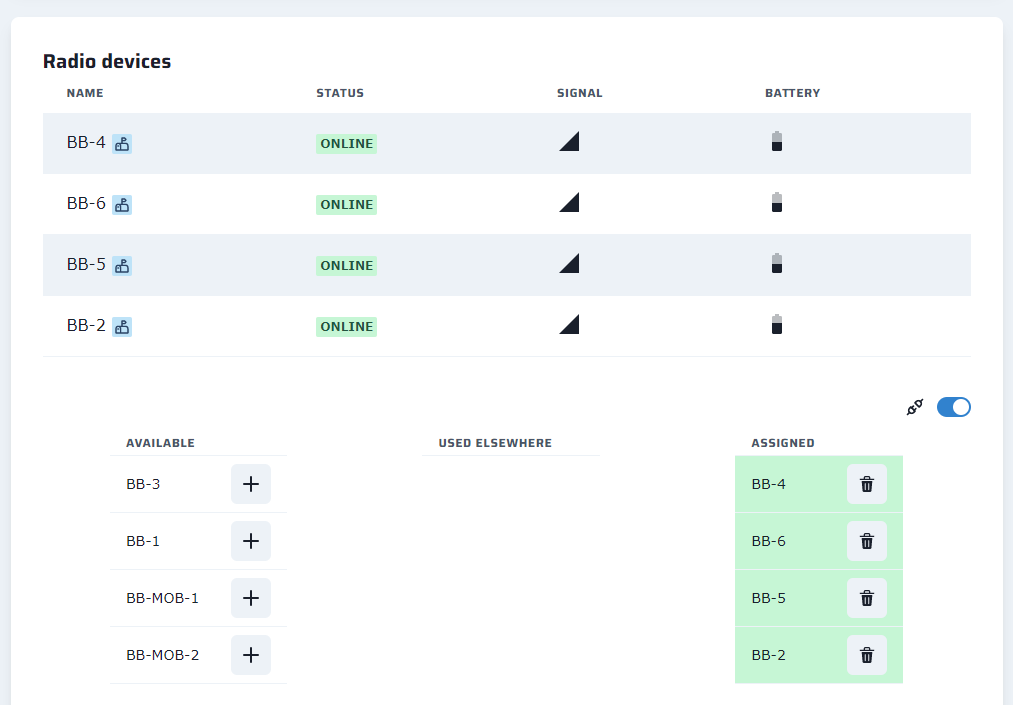 Radio devices
NAME STATUS SIGNAL BATTERY
BB-4 ONLINE
BB-6 ONLINE
BB-5 ONLINE
BB-2 ONLINE
AVAILABLE USED ELSEWHERE ASSIGNED
BB-3 BB-4
BB-1 BB-6
BB-MOB-1 BB-5
BB-MOB-2 BB-2